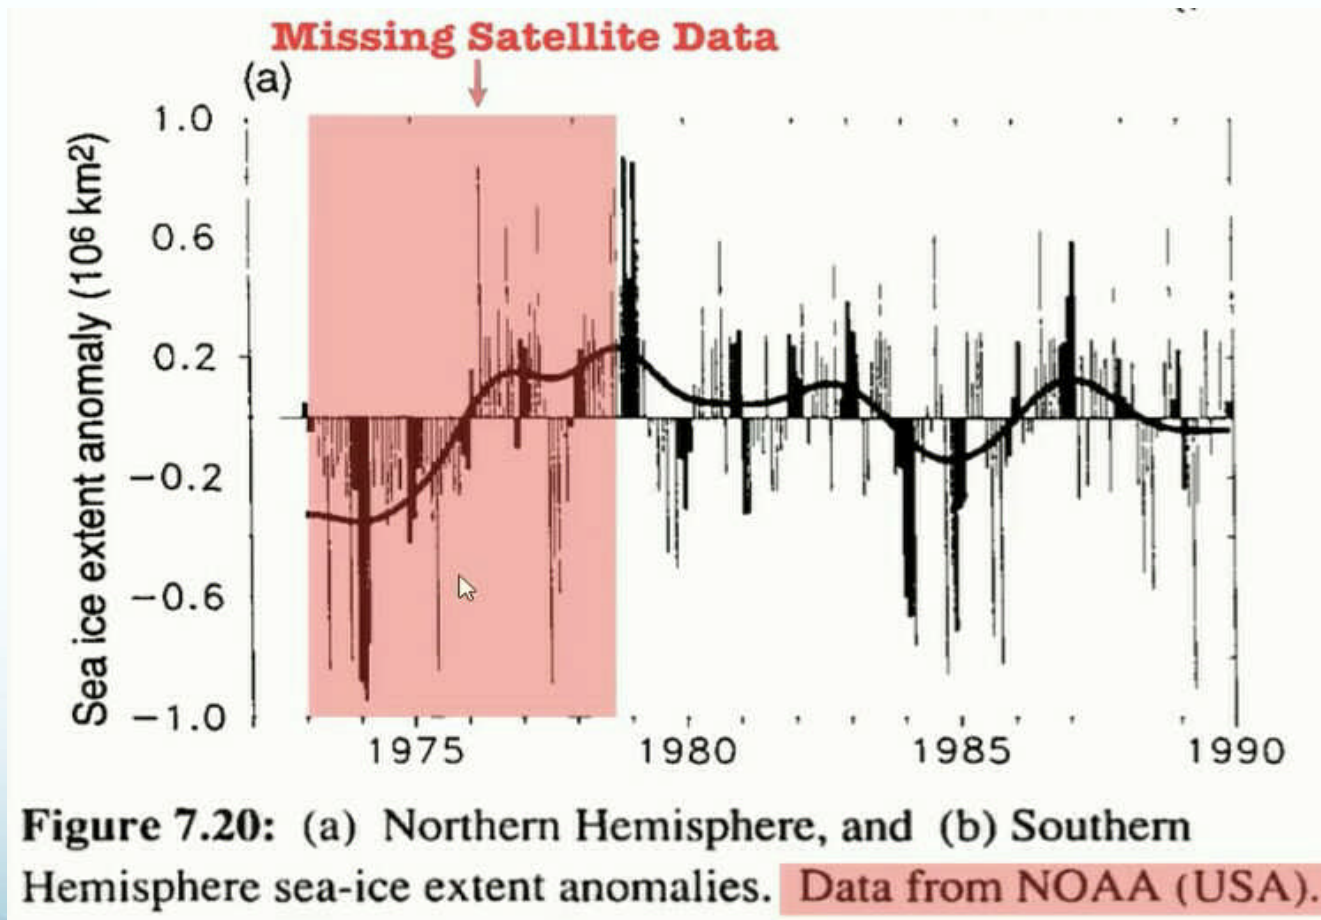 Missing Satellite Data
(a)
1.0
0.6
0.2
−0.2
−0.6
−1.0
Sea ice extent anomaly (10⁶ km²)
1975 1980 1985 1990
Figure 7.20: (a) Northern Hemisphere, and (b) Southern
Hemisphere sea-ice extent anomalies. Data from NOAA (USA).